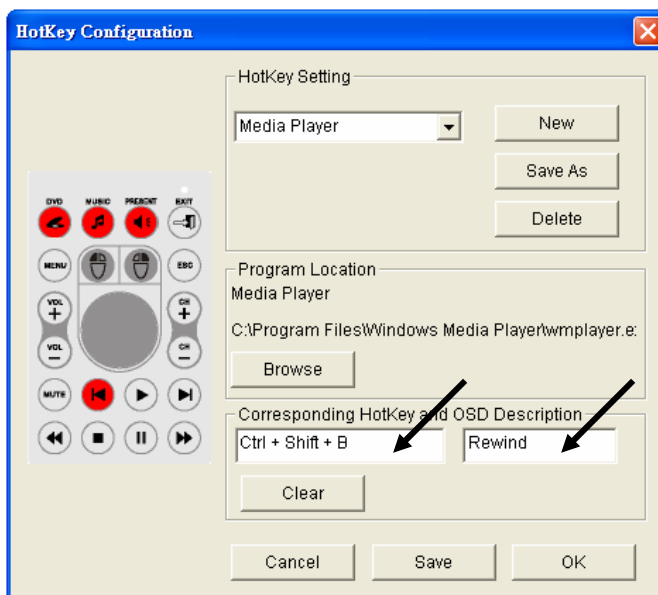 HotKey Configuration
HotKey Setting
Media Player
New
Save As
Delete
DVD MUSIC PRESENT EXIT
MENU ESC
VOL + CH +
VOL - CH -
MUTE
Program Location
Media Player
C:\Program Files\Windows Media Player\wmplayer.e:
Browse
Corresponding HotKey and OSD Description
Ctrl + Shift + B Rewind
Clear
Cancel Save OK